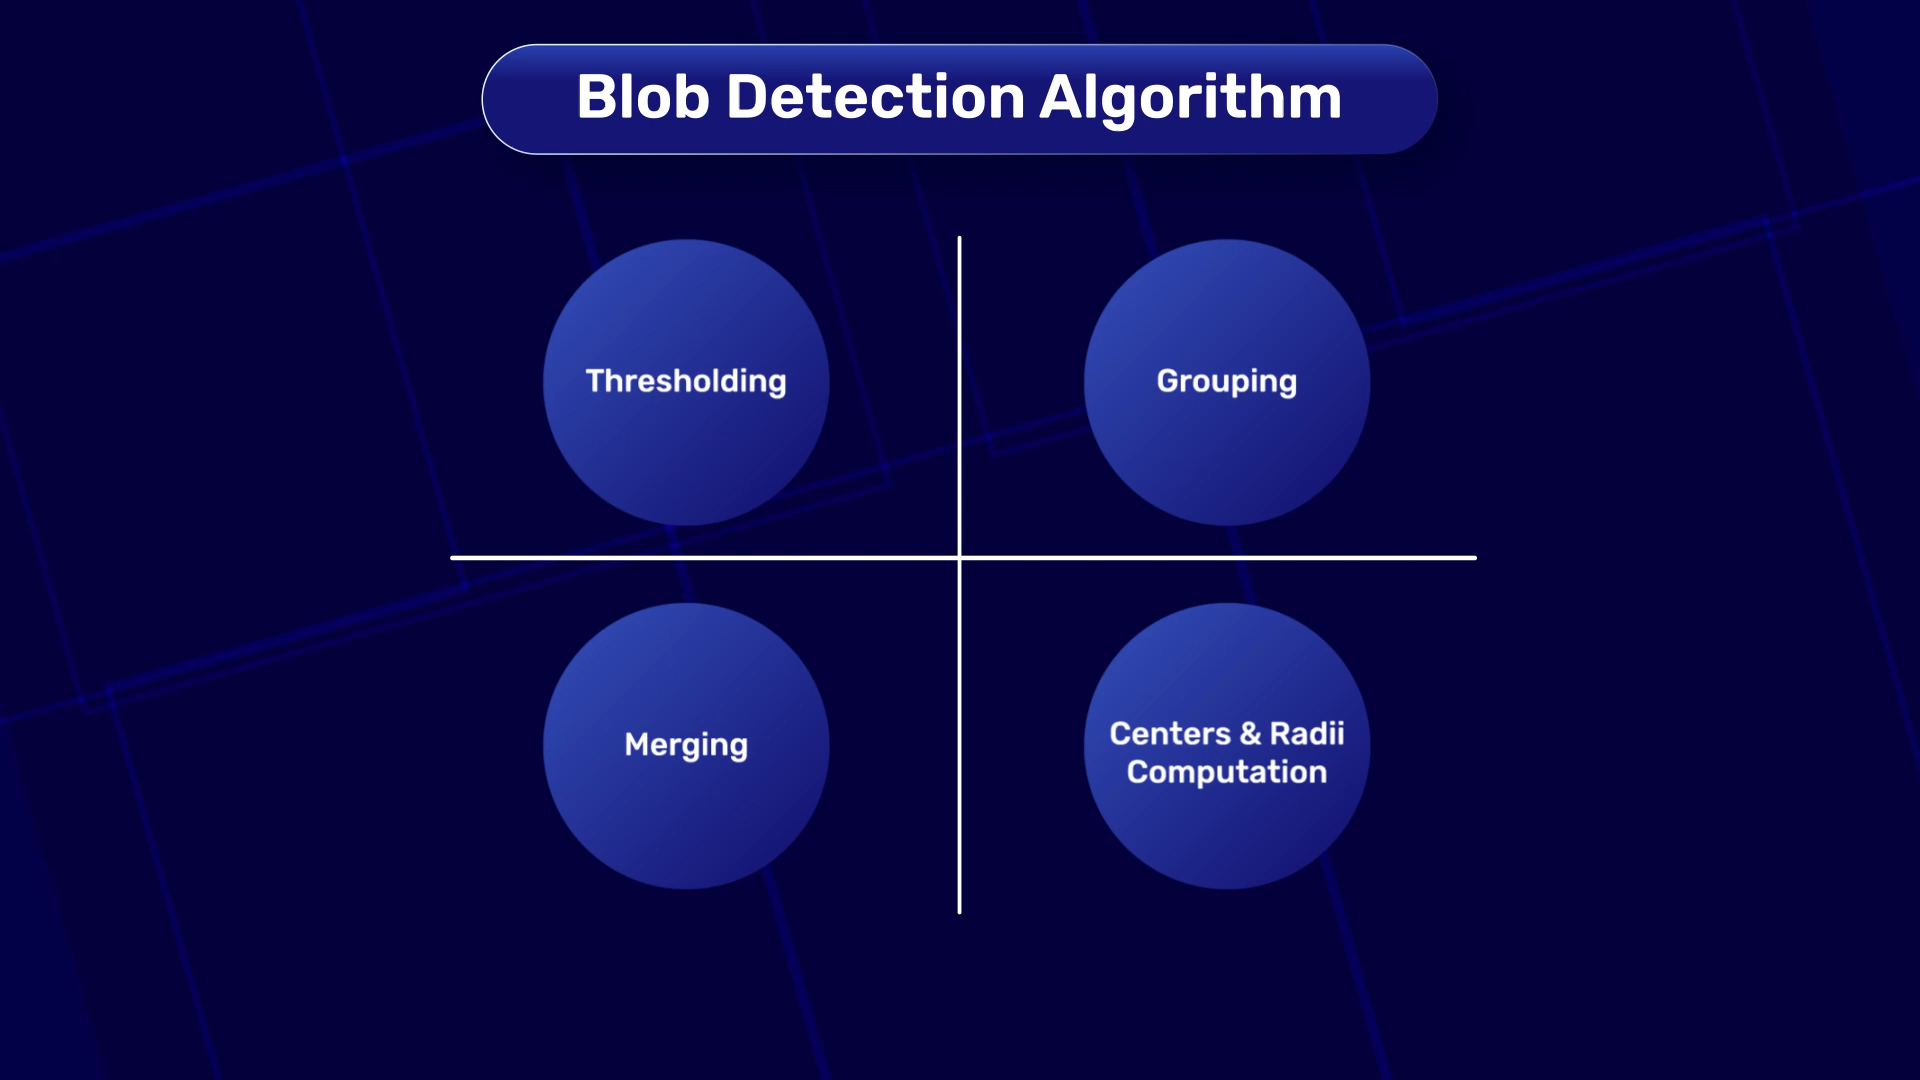 Blob Detection Algorithm
Thresholding
Grouping
Merging
Centers & Radii
Computation